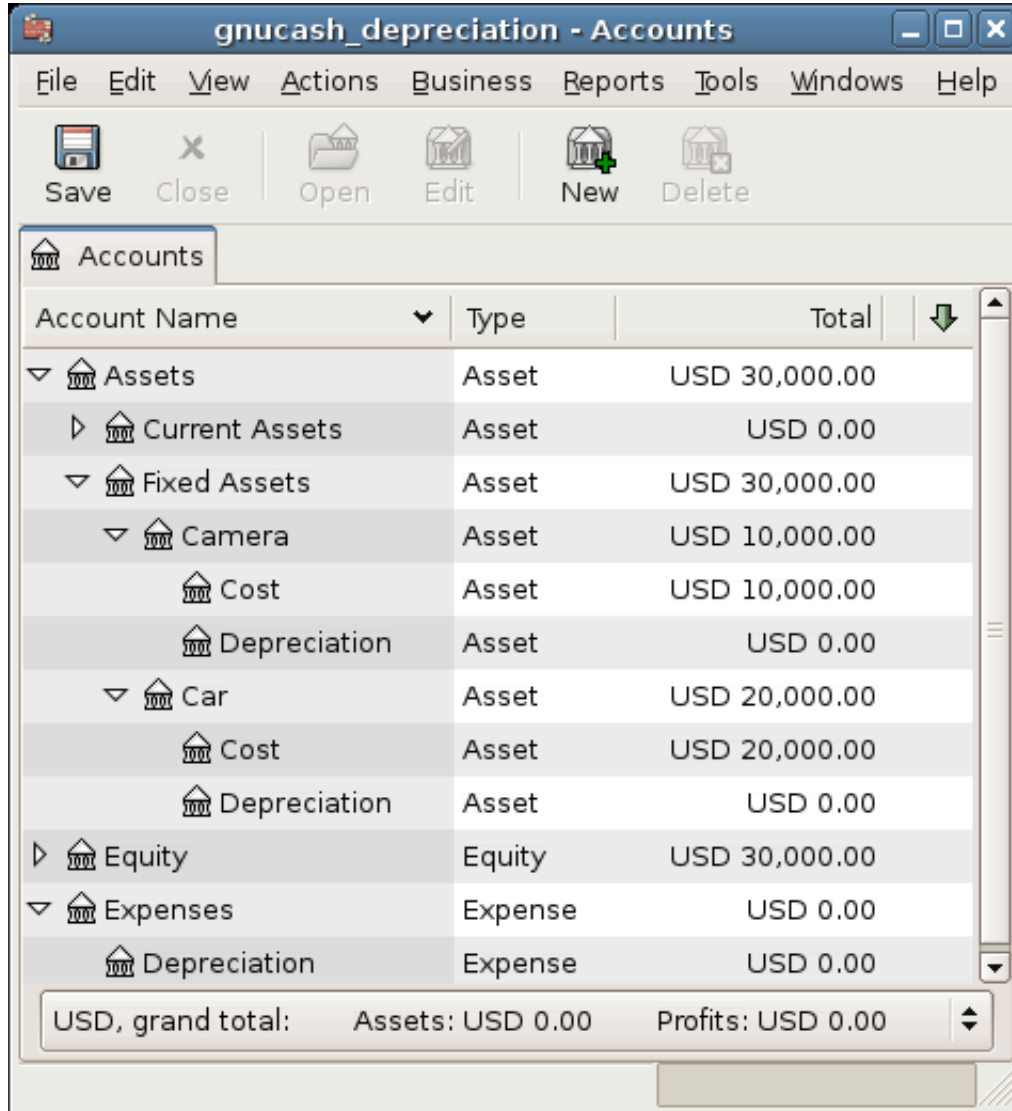 gnucash_depreciation - Accounts
File Edit View Actions Business Reports Tools Windows Help
Save Close Open Edit New Delete
Accounts
Account Name Type Total
Assets Asset USD 30,000.00
Current Assets Asset USD 0.00
Fixed Assets Asset USD 30,000.00
Camera Asset USD 10,000.00
Cost Asset USD 10,000.00
Depreciation Asset USD 0.00
Car Asset USD 20,000.00
Cost Asset USD 20,000.00
Depreciation Asset USD 0.00
Equity Equity USD 30,000.00
Expenses Expense USD 0.00
Depreciation Expense USD 0.00
USD, grand total: Assets: USD 0.00 Profits: USD 0.00